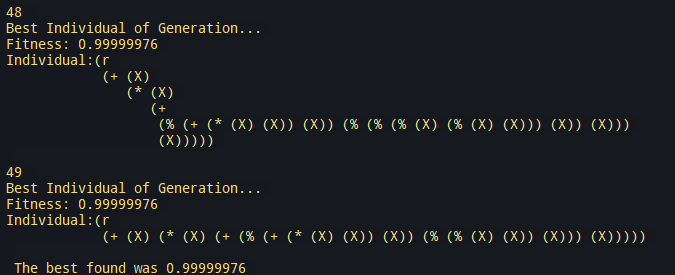 48
Best Individual of Generation...
Fitness: 0.99999976
Individual:(r
(+ (X)
(* (X)
(+
(% (+ (* (X) (X)) (X)) (% (% (% (X) (% (X) (X))) (X)) (X)))
(X)))))
49
Best Individual of Generation...
Fitness: 0.99999976
Individual:(r
(+ (X) (* (X) (+ (% (+ (* (X) (X)) (X)) (% (% (X) (X)) (X))) (X)))))
The best found was 0.99999976